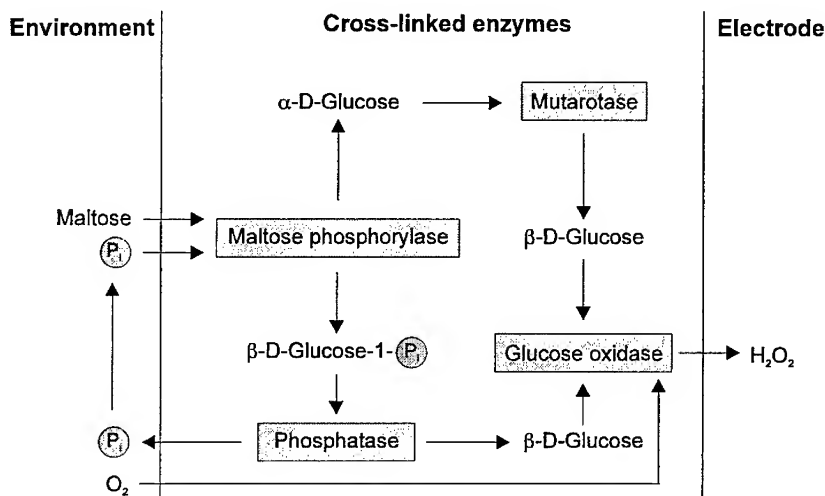 Environment
Cross-linked enzymes
Electrode
α-D-Glucose
Mutarotase
Maltose
Pi
Maltose phosphorylase
β-D-Glucose
β-D-Glucose-1-Pi
Glucose oxidase
H₂O₂
Pi
Phosphatase
β-D-Glucose
O₂